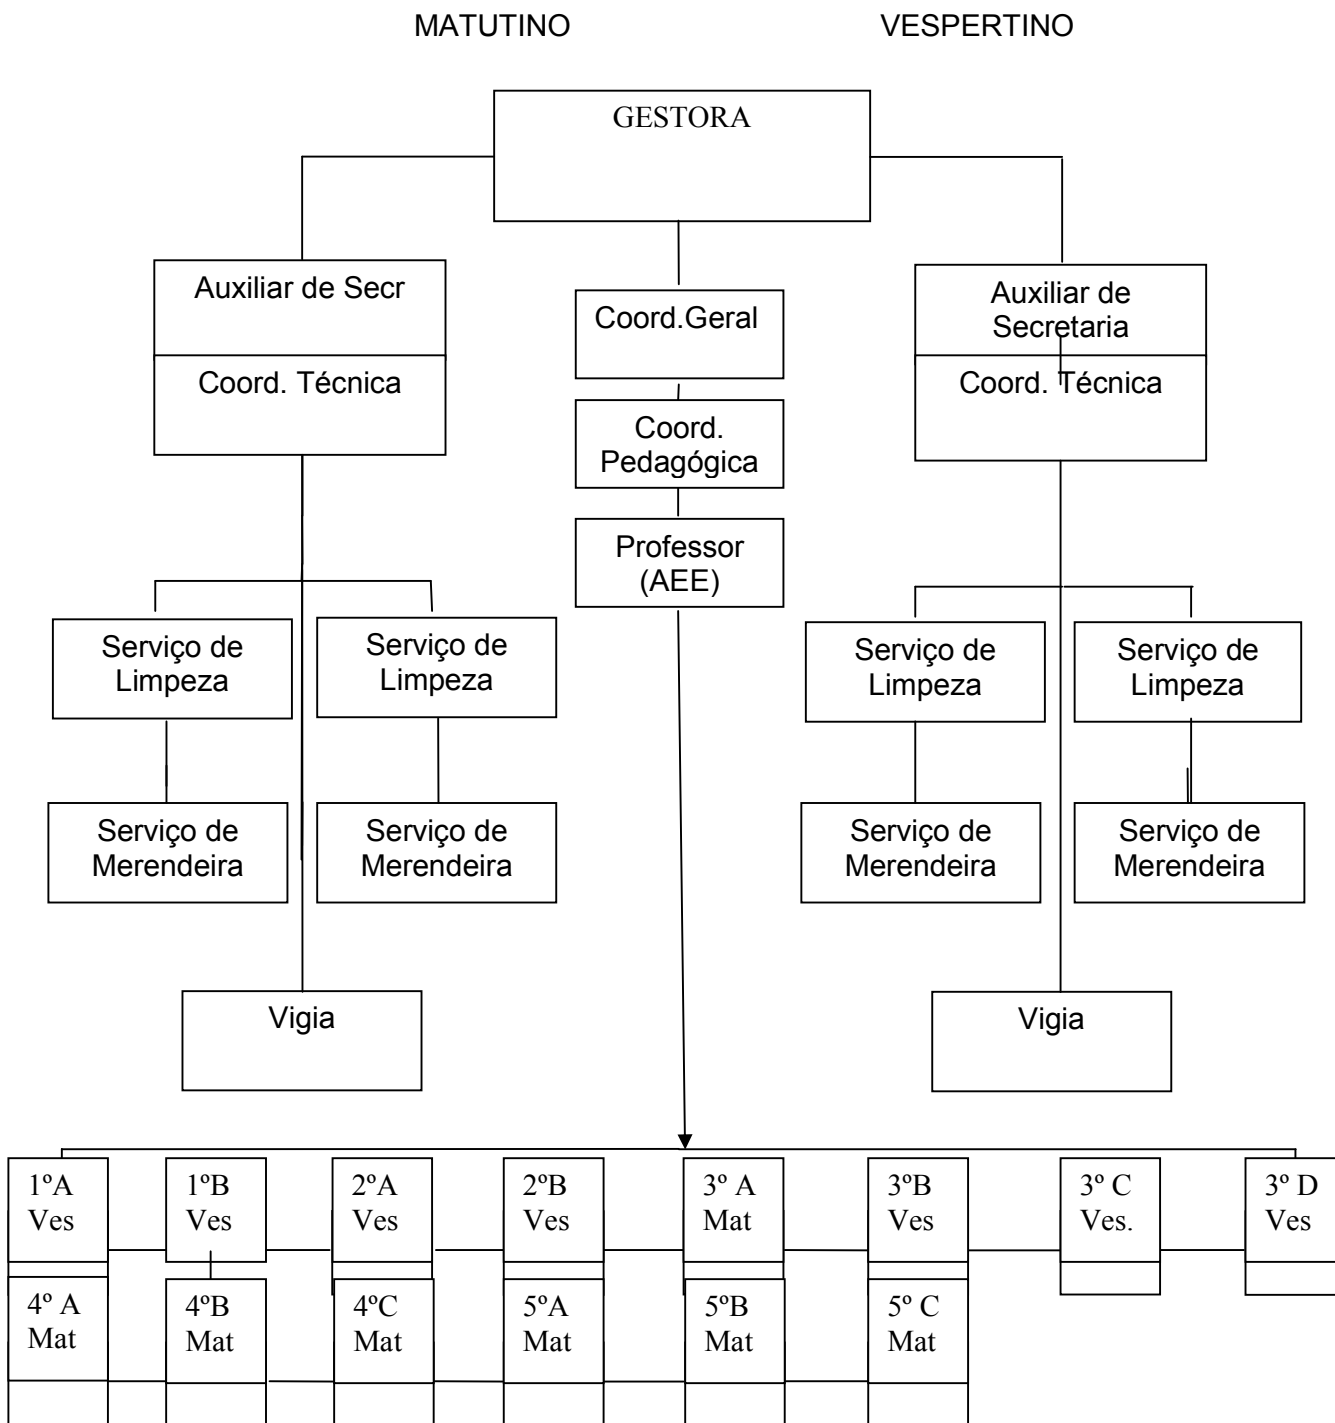 MATUTINO VESPERTINO
GESTORA
Auxiliar de Secr
Coord. Técnica
Coord.Geral
Coord.
Pedagógica
Professor
(AEE)
Auxiliar de
Secretaria
Coord. Técnica
Serviço de
Limpeza
Serviço de
Limpeza
Serviço de
Limpeza
Serviço de
Limpeza
Serviço de
Merendeira
Serviço de
Merendeira
Serviço de
Merendeira
Serviço de
Merendeira
Vigia
Vigia
1ºA
Ves
1ºB
Ves
2ºA
Ves
2ºB
Ves
3º A
Mat
3ºB
Ves
3º C
Ves.
3º D
Ves
4º A
Mat
4ºB
Mat
4ºC
Mat
5ºA
Mat
5ºB
Mat
5º C
Mat